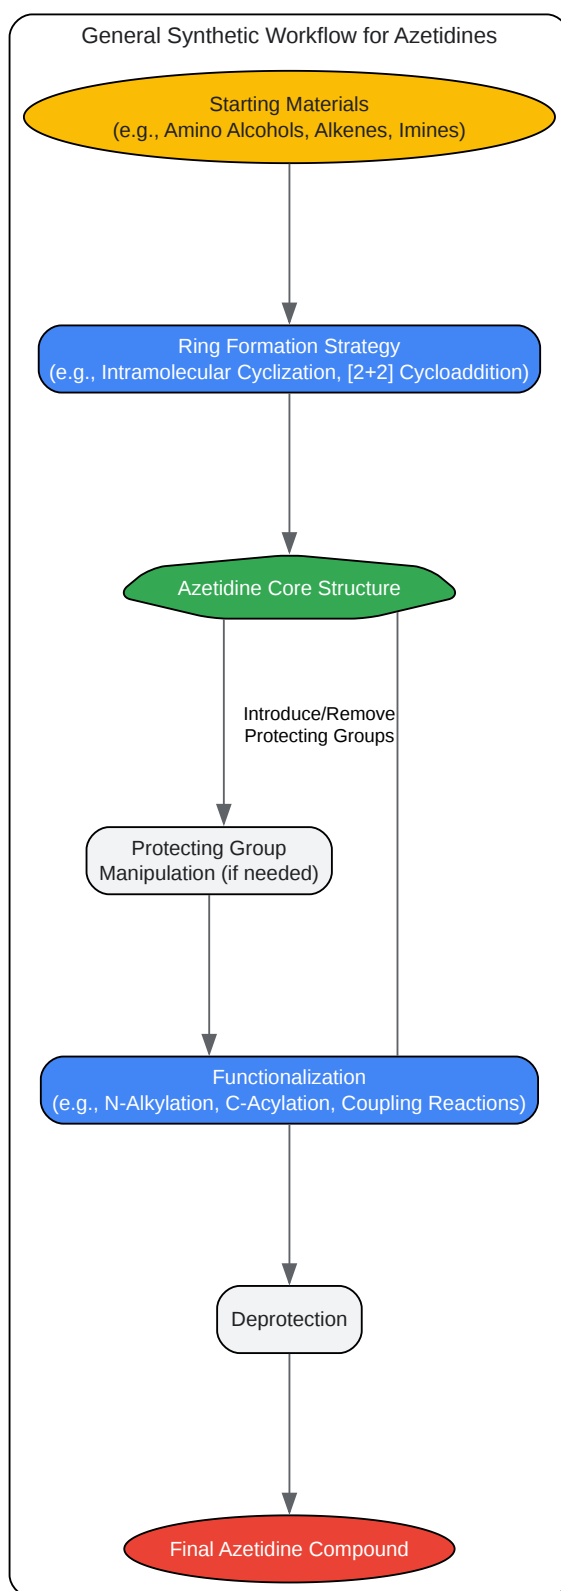 General Synthetic Workflow for Azetidines
Starting Materials
(e.g., Amino Alcohols, Alkenes, Imines)
Ring Formation Strategy
(e.g., Intramolecular Cyclization, [2+2] Cycloaddition)
Azetidine Core Structure
Introduce/Remove
Protecting Groups
Protecting Group
Manipulation (if needed)
Functionalization
(e.g., N-Alkylation, C-Acylation, Coupling Reactions)
Deprotection
Final Azetidine Compound